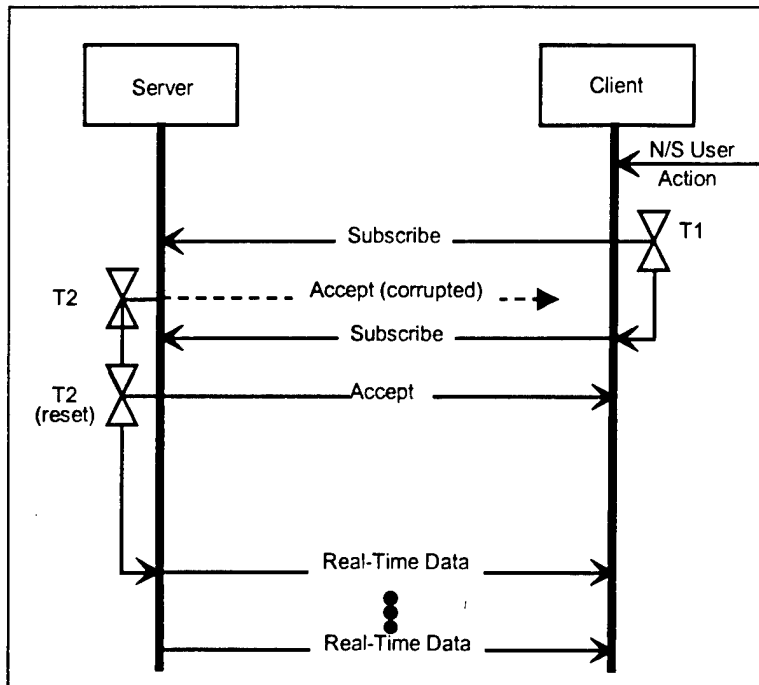 Server
Client
N/S User
Action
Subscribe
T1
T2
Accept (corrupted)
Subscribe
T2
(reset)
Accept
Real-Time Data
Real-Time Data